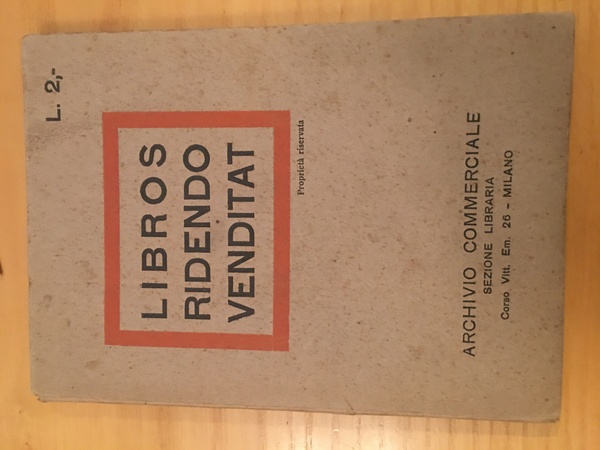 L. 2,-
LIBROS
RIDENDO
VENDITAT
Proprietà riservata
ARCHIVIO COMMERCIALE
SEZIONE LIBRARIA
Corso Vitt. Em. 26 - MILANO